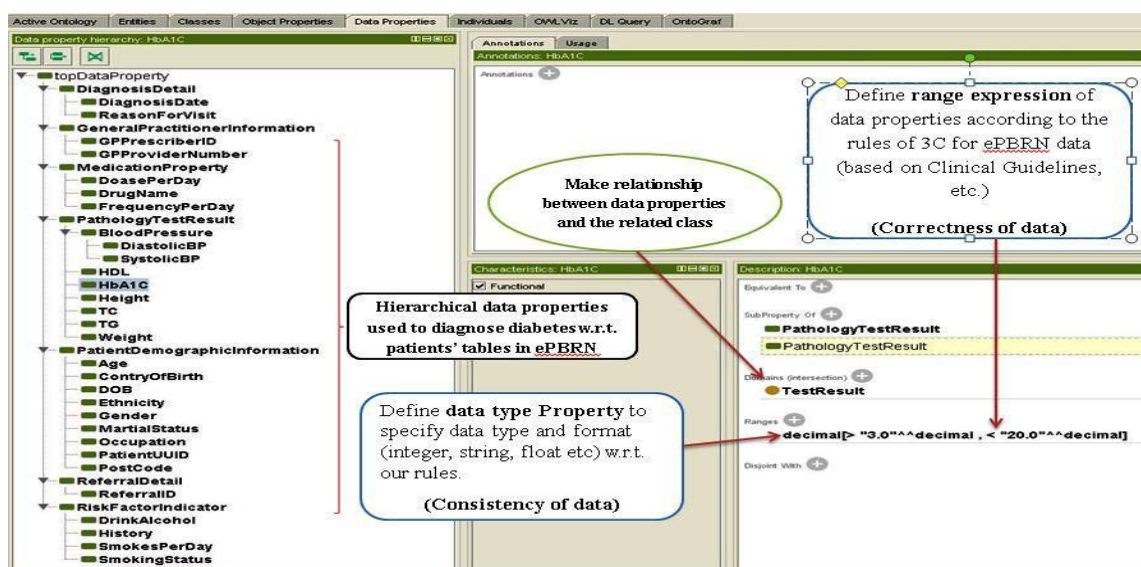 Active Ontology Entities Classes Object Properties Data Properties Individuals OWLViz DL Query OntoGraf
Data property hierarchy: HbA1C
topDataProperty
DiagnosisDetail
DiagnosisDate
ReasonForVisit
GeneralPractitionerInformation
GPPrescriberID
GPProviderNumber
MedicationProperty
DoasePerDay
DrugName
FrequencyPerDay
PathologyTestResult
BloodPressure
DiastolicBP
SystolicBP
HDL
HbA1C
Height
TC
TG
Weight
PatientDemographicInformation
Age
ContryOfBirth
DOB
Ethnicity
Gender
MartialStatus
Occupation
PatientUUID
PostCode
ReferralDetail
ReferralID
RiskFactorIndicator
DrinkAlcohol
History
SmokesPerDay
SmokingStatus
Hierarchical data properties
used to diagnose diabetes w.r.t.
patients' tables in ePBRN
Annotations Usage
Annotations: HbA1C
Annotations
Make relationship
between data properties
and the related class
Define range expression of
data properties according to the
rules of 3C for ePBRN data
(based on Clinical Guidelines,
etc.)
(Correctness of data)
Characteristics: HbA1C
Functional
Define data type Property to
specify data type and format
(integer, string, float etc) w.r.t.
our rules.
(Consistency of data)
Description: HbA1C
Equivalent To
SubProperty Of
PathologyTestResult
PathologyTestResult
Domains (intersection)
TestResult
Ranges
decimal[> "3.0"^^decimal , < "20.0"^^decimal]
Disjoint With